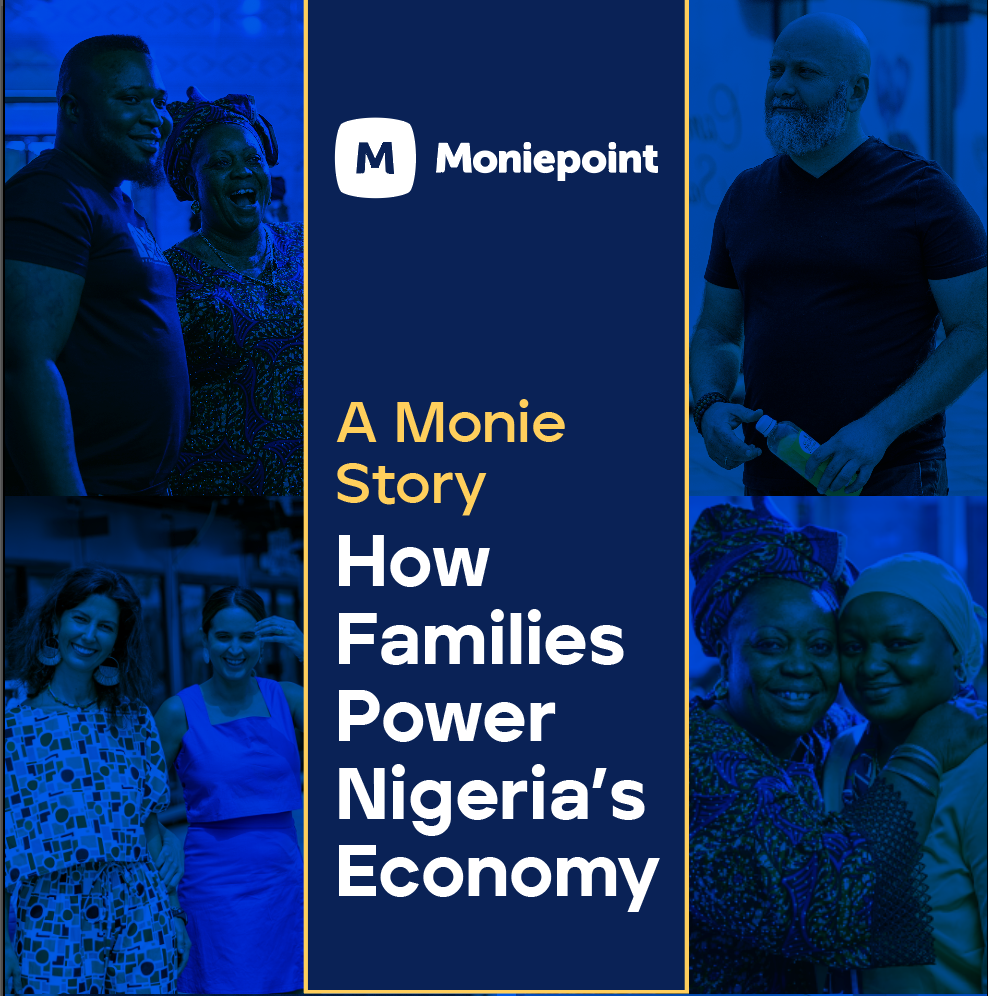 M Moniepoint
A Monie
Story
How
Families
Power
Nigeria’s
Economy